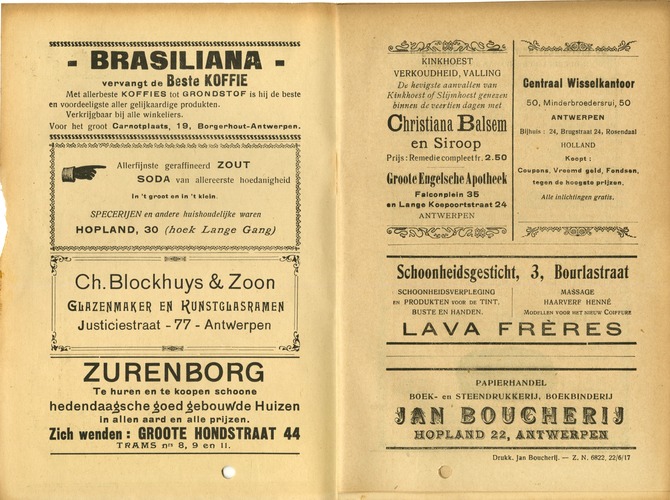 - BRASILIANA -
vervangt de Beste KOFFIE
Met allerbeste KOFFIES tot GRONDSTOF is hij de beste
en voordeeligste aller gelijkaardige produkten.
Verkrijgbaar bij alle winkeliers.
Voor het groot Carnotplaats, 19, Borgerhout-Antwerpen.
Allerfijnste geraffineerd ZOUT
SODA van allereerste hoedanigheid
In 't groot en in 't klein.
SPECERIJEN en andere huishoudelijke waren
HOPLAND, 30 (hoek Lange Gang)
Ch. Blockhuys & Zoon
GLAZENMAKER EN KUNSTGLASRAMEN
Justiciestraat - 77 - Antwerpen
ZURENBORG
Te huren en te koopen schoone
hedendaagsche goed gebouwde Huizen
in allen aard en alle prijzen.
Zich wenden : GROOTE HONDSTRAAT 44
TRAMS nrs 8, 9 en 11.
KINKHOEST
VERKOUDHEID, VALLING
De hevigste aanvallen van
Kinkhoest of Slijmhoest genezen
binnen de veertien dagen met
Christiana Balsem
en Siroop
Prijs : Remedie compleet fr. 2.50
Groote Engelsche Apotheek
Falconplein 35
en Lange Koepoortstraat 24
ANTWERPEN
Centraal Wisselkantoor
50, Minderbroedersrui, 50
ANTWERPEN
Bijhuis : 24, Brugstraat 24, Rosendaal
HOLLAND
Koopt :
Coupons, Vreemd geld, Fondsen,
tegen de hoogste prijzen.
Alle inlichtingen gratis.
Schoonheidsgesticht, 3, Bourlastraat
SCHOONHEIDSVERPLEGING
EN PRODUKTEN VOOR DE TINT,
BUSTE EN HANDEN.
MASSAGE
HAARVERF HENNÉ
MODELLEN VOOR HET NIEUW COIFFURE
LAVA FRÈRES
PAPIERHANDEL
BOEK- EN STEENDRUKKERIJ, BOEKBINDERIJ
JAN BOUCHERIJ
HOPLAND 22, ANTWERPEN
Drukk. Jan Boucherij. — Z. N. 6822, 22/6/17